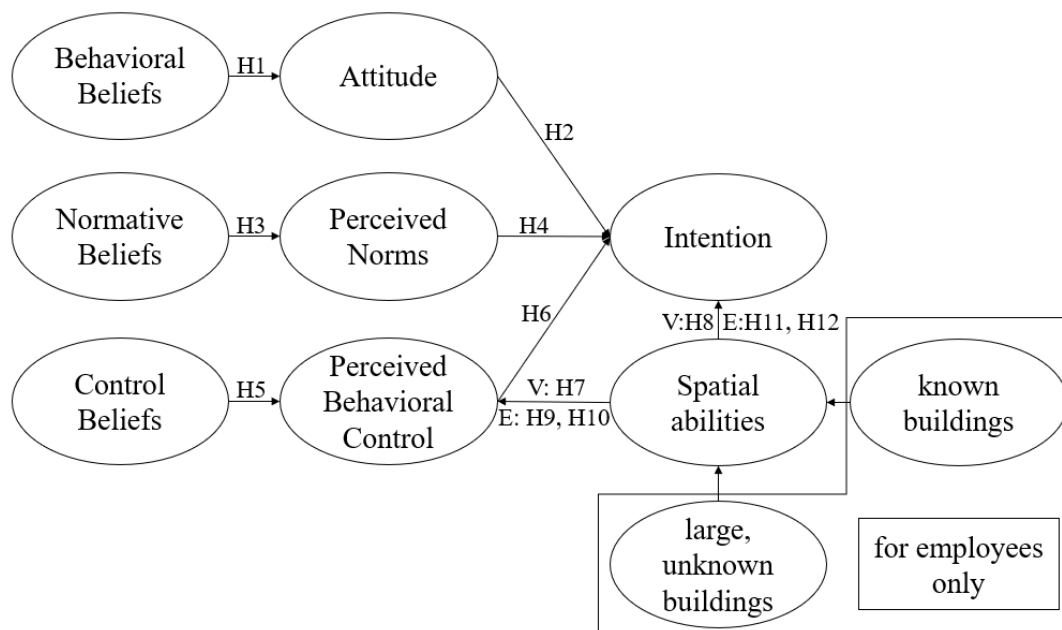 Behavioral
Beliefs
H1
Attitude
H2
Normative
Beliefs
H3
Perceived
Norms
H4
Intention
H6
V:H8 E:H11, H12
Control
Beliefs
H5
Perceived
Behavioral
Control
V: H7
E: H9, H10
Spatial
abilities
known
buildings
large,
unknown
buildings
for employees
only